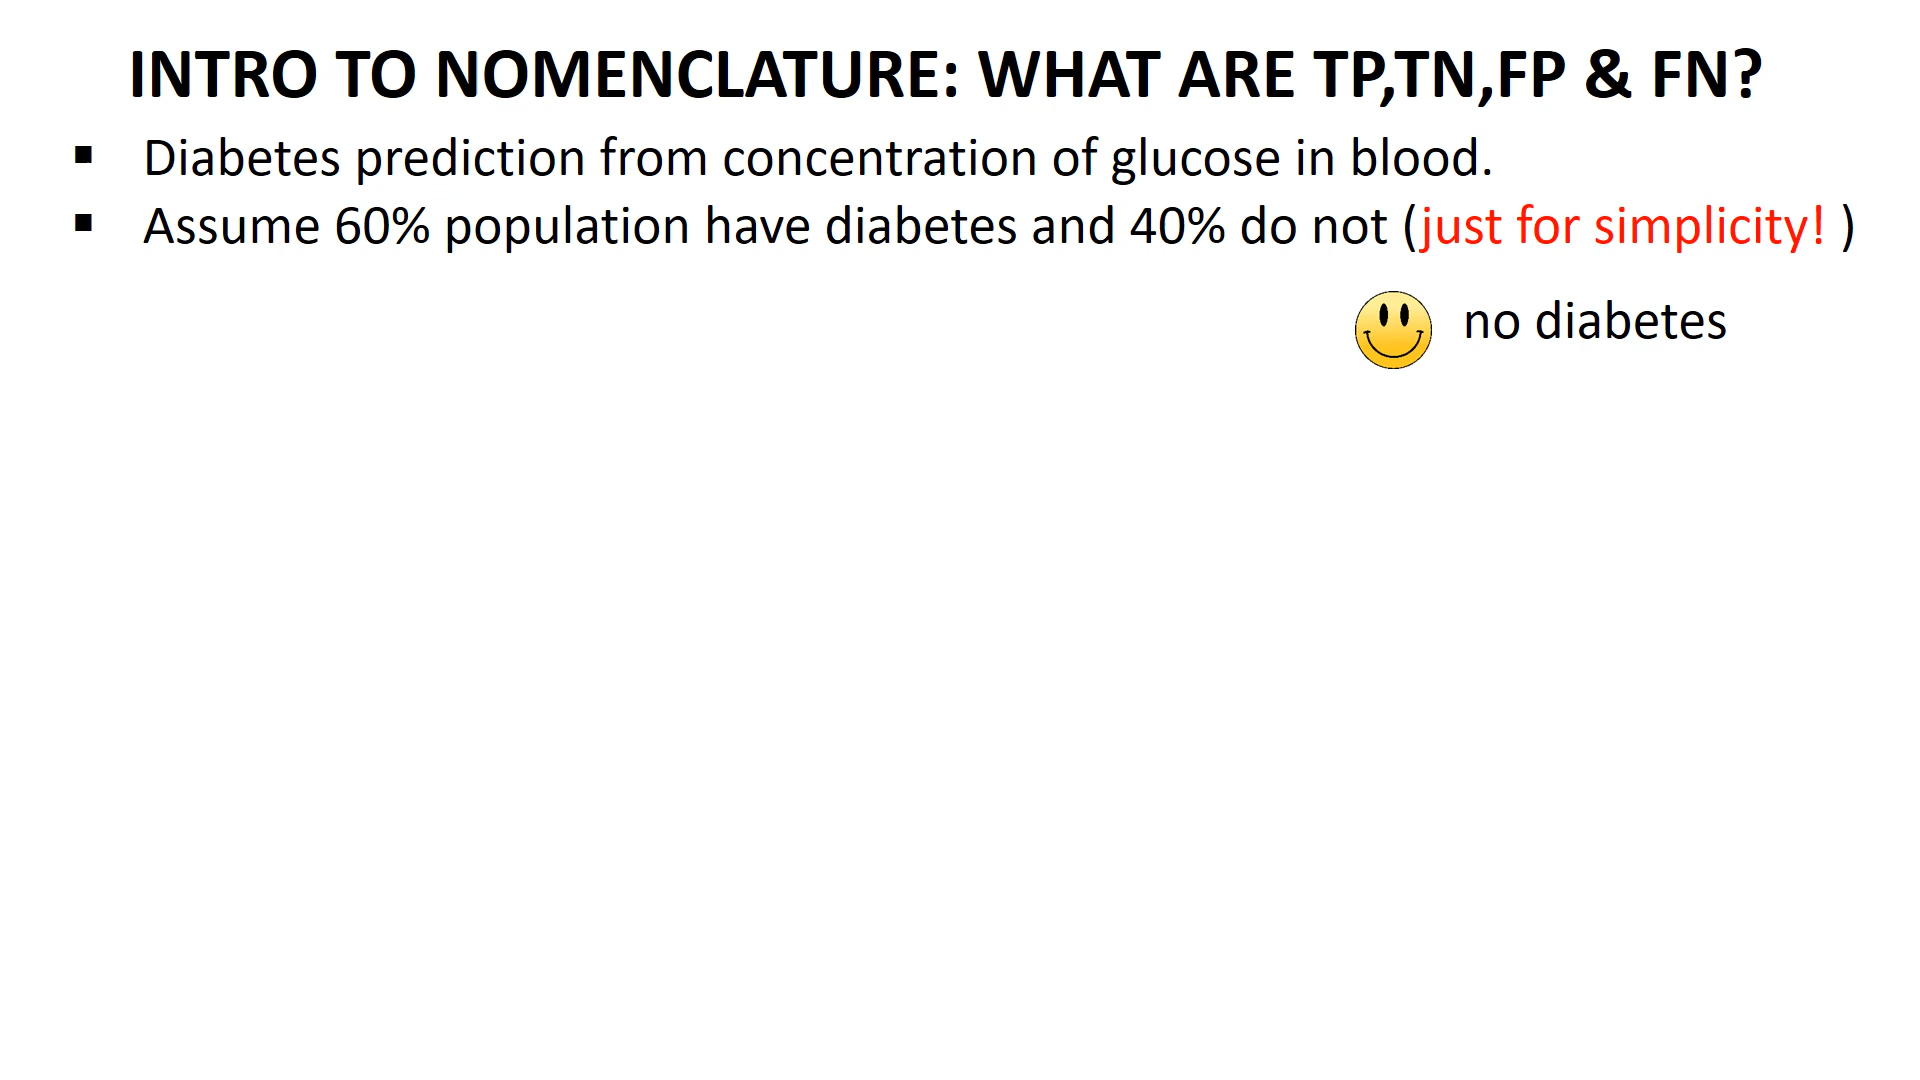 INTRO TO NOMENCLATURE: WHAT ARE TP,TN,FP & FN?
▪ Diabetes prediction from concentration of glucose in blood.
▪ Assume 60% population have diabetes and 40% do not (just for simplicity! )
no diabetes